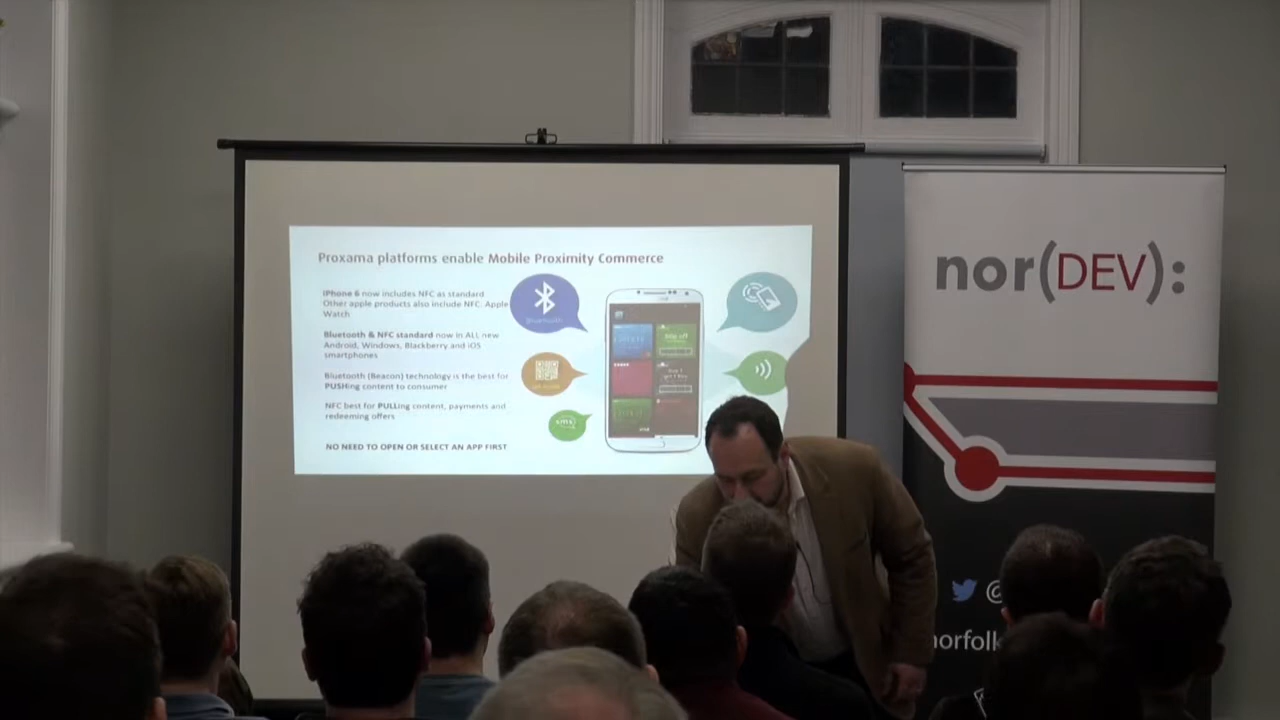 Proxama platforms enable Mobile Proximity Commerce
iPhone 6 now includes NFC as standard
Other apple products also include NFC. Apple
Watch
Bluetooth & NFC standard now in ALL new
Android, Windows, Blackberry and iOS
smartphones
Bluetooth (Beacon) technology is the best for
PUSHing content to consumer
NFC best for PULLing content, payments and
redeeming offers
NO NEED TO OPEN OR SELECT AN APP FIRST
Bluetooth
sms
nor(DEV):
@
norfolk